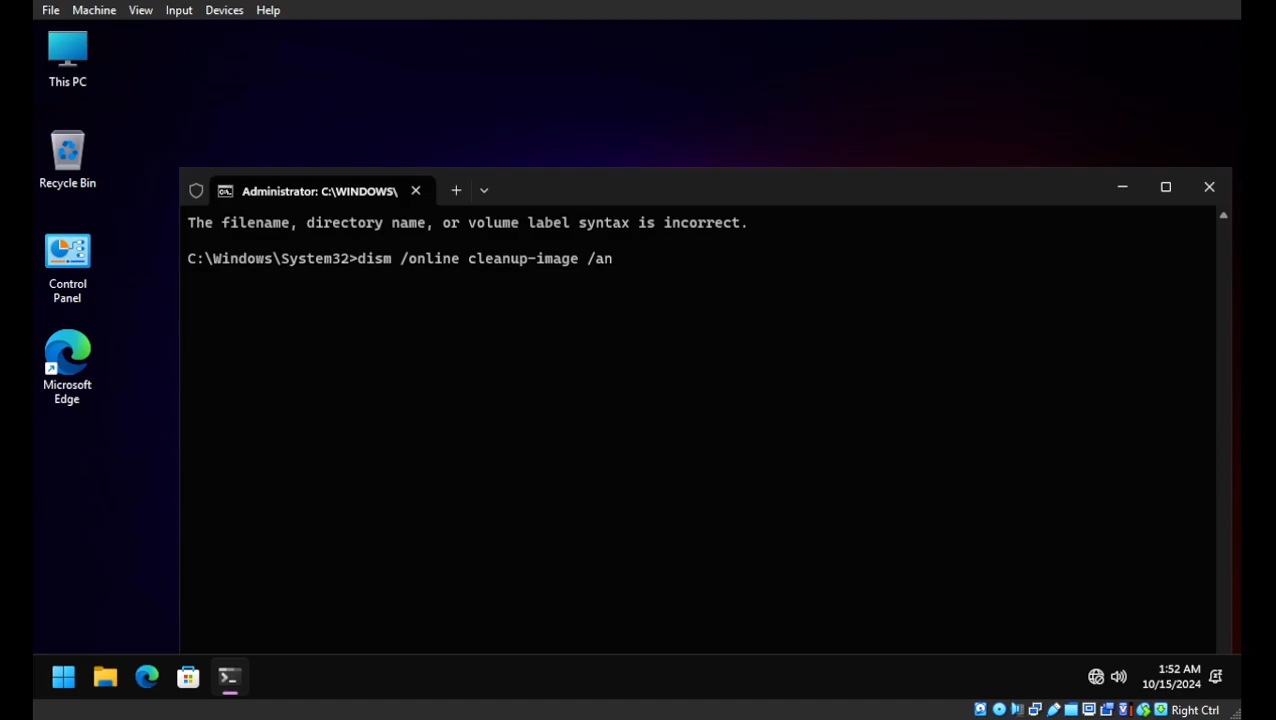 File Machine View Input Devices Help
This PC
Recycle Bin
Control
Panel
Microsoft
Edge
Administrator: C:\WINDOWS\
The filename, directory name, or volume label syntax is incorrect.
C:\Windows\System32>dism /online cleanup-image /an
1:52 AM
10/15/2024
Right Ctrl